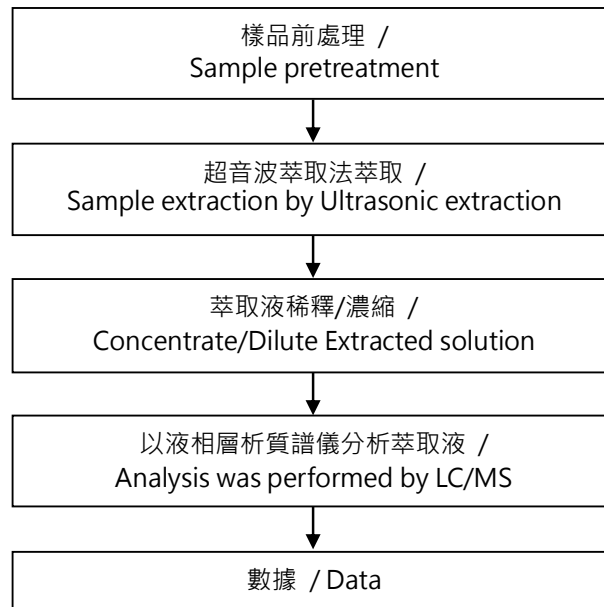 樣品前處理 /
Sample pretreatment
超音波萃取法萃取 /
Sample extraction by Ultrasonic extraction
萃取液稀釋/濃縮 /
Concentrate/Dilute Extracted solution
以液相層析質譜儀分析萃取液 /
Analysis was performed by LC/MS
數據 / Data